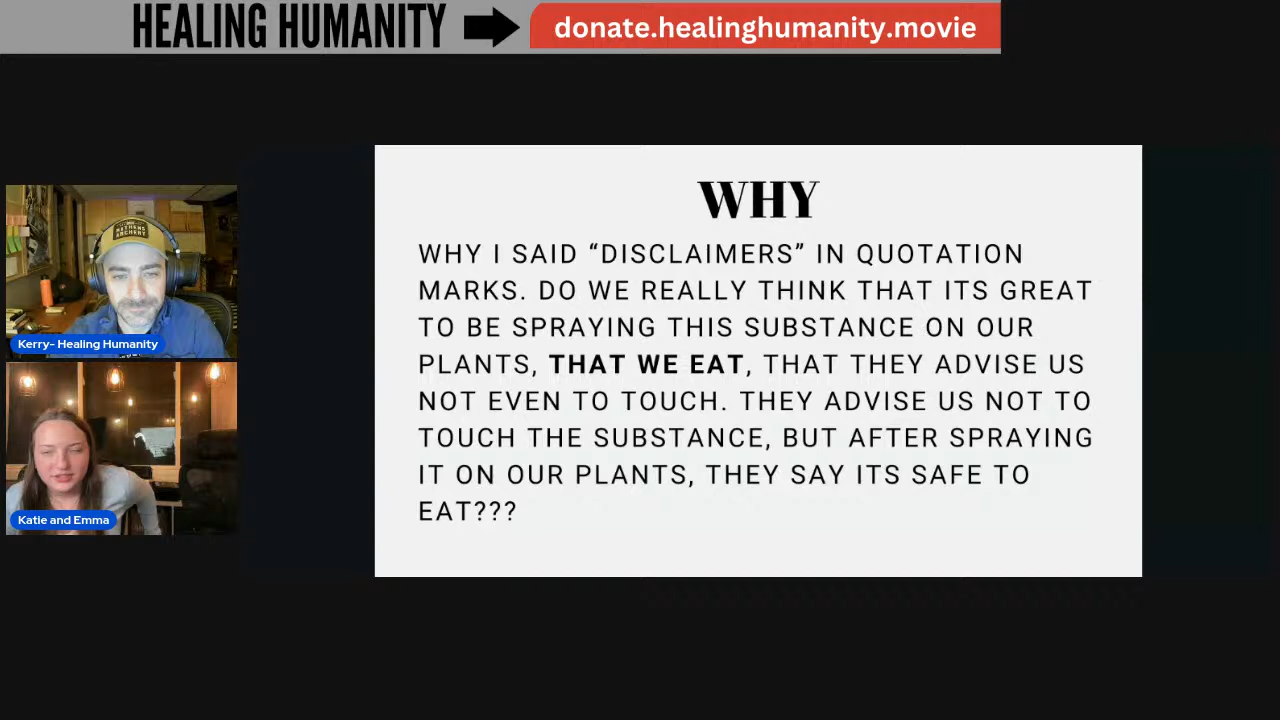 HEALING HUMANITY
donate.healinghumanity.movie
WHY
WHY I SAID “DISCLAIMERS” IN QUOTATION
MARKS. DO WE REALLY THINK THAT ITS GREAT
TO BE SPRAYING THIS SUBSTANCE ON OUR
PLANTS, THAT WE EAT, THAT THEY ADVISE US
NOT EVEN TO TOUCH. THEY ADVISE US NOT TO
TOUCH THE SUBSTANCE, BUT AFTER SPRAYING
IT ON OUR PLANTS, THEY SAY ITS SAFE TO
EAT???
MATHEWS
ARCHERY
Kerry- Healing Humanity
Katie and Emma